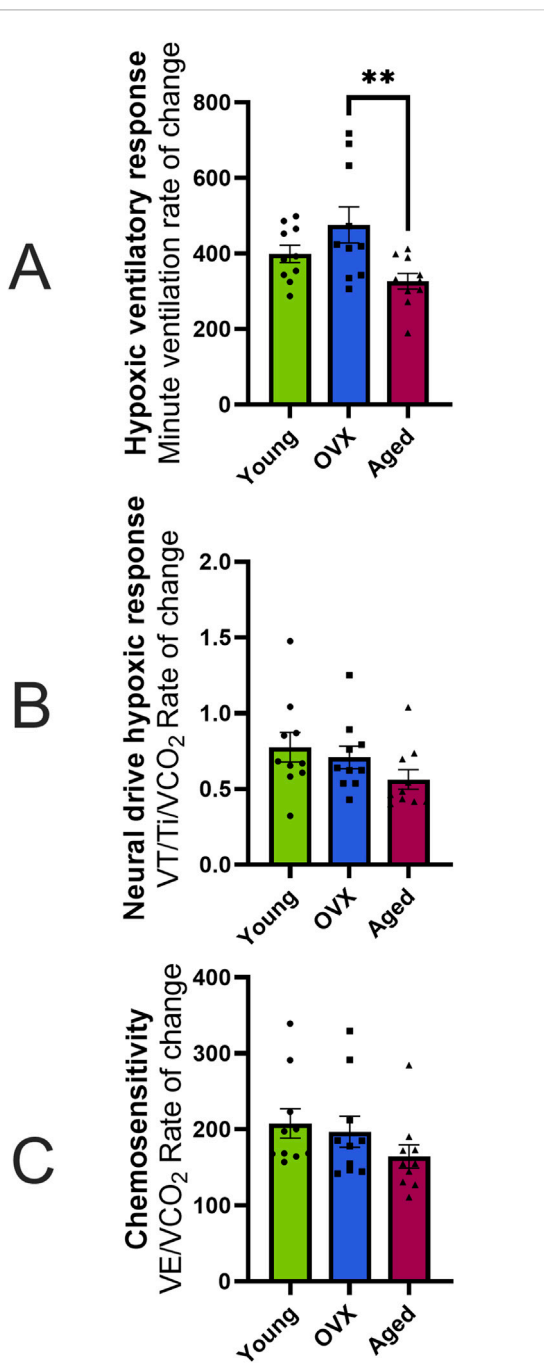 A
Hypoxic ventilatory response
Minute ventilation rate of change
**
800
600
400
200
0
Young
OVX
Aged
B
Neural drive hypoxic response
VT/Ti/VCO₂ Rate of change
2.0
1.5
1.0
0.5
0.0
Young
OVX
Aged
C
Chemosensitivity
VE/VCO₂ Rate of change
400
300
200
100
0
Young
OVX
Aged